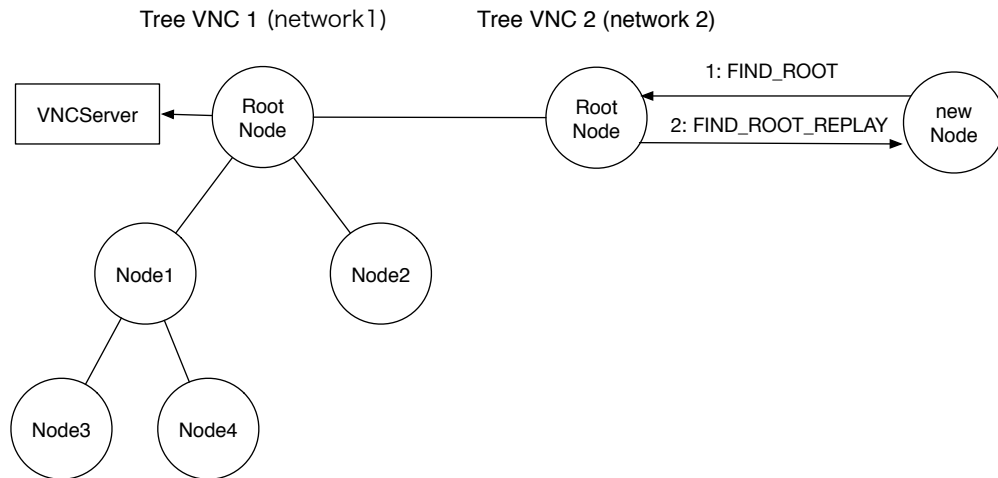 Tree VNC 1 (network1)
Tree VNC 2 (network 2)
VNCServer
Root
Node
Root
Node
1: FIND_ROOT
2: FIND_ROOT_REPLAY
new
Node
Node1
Node2
Node3
Node4